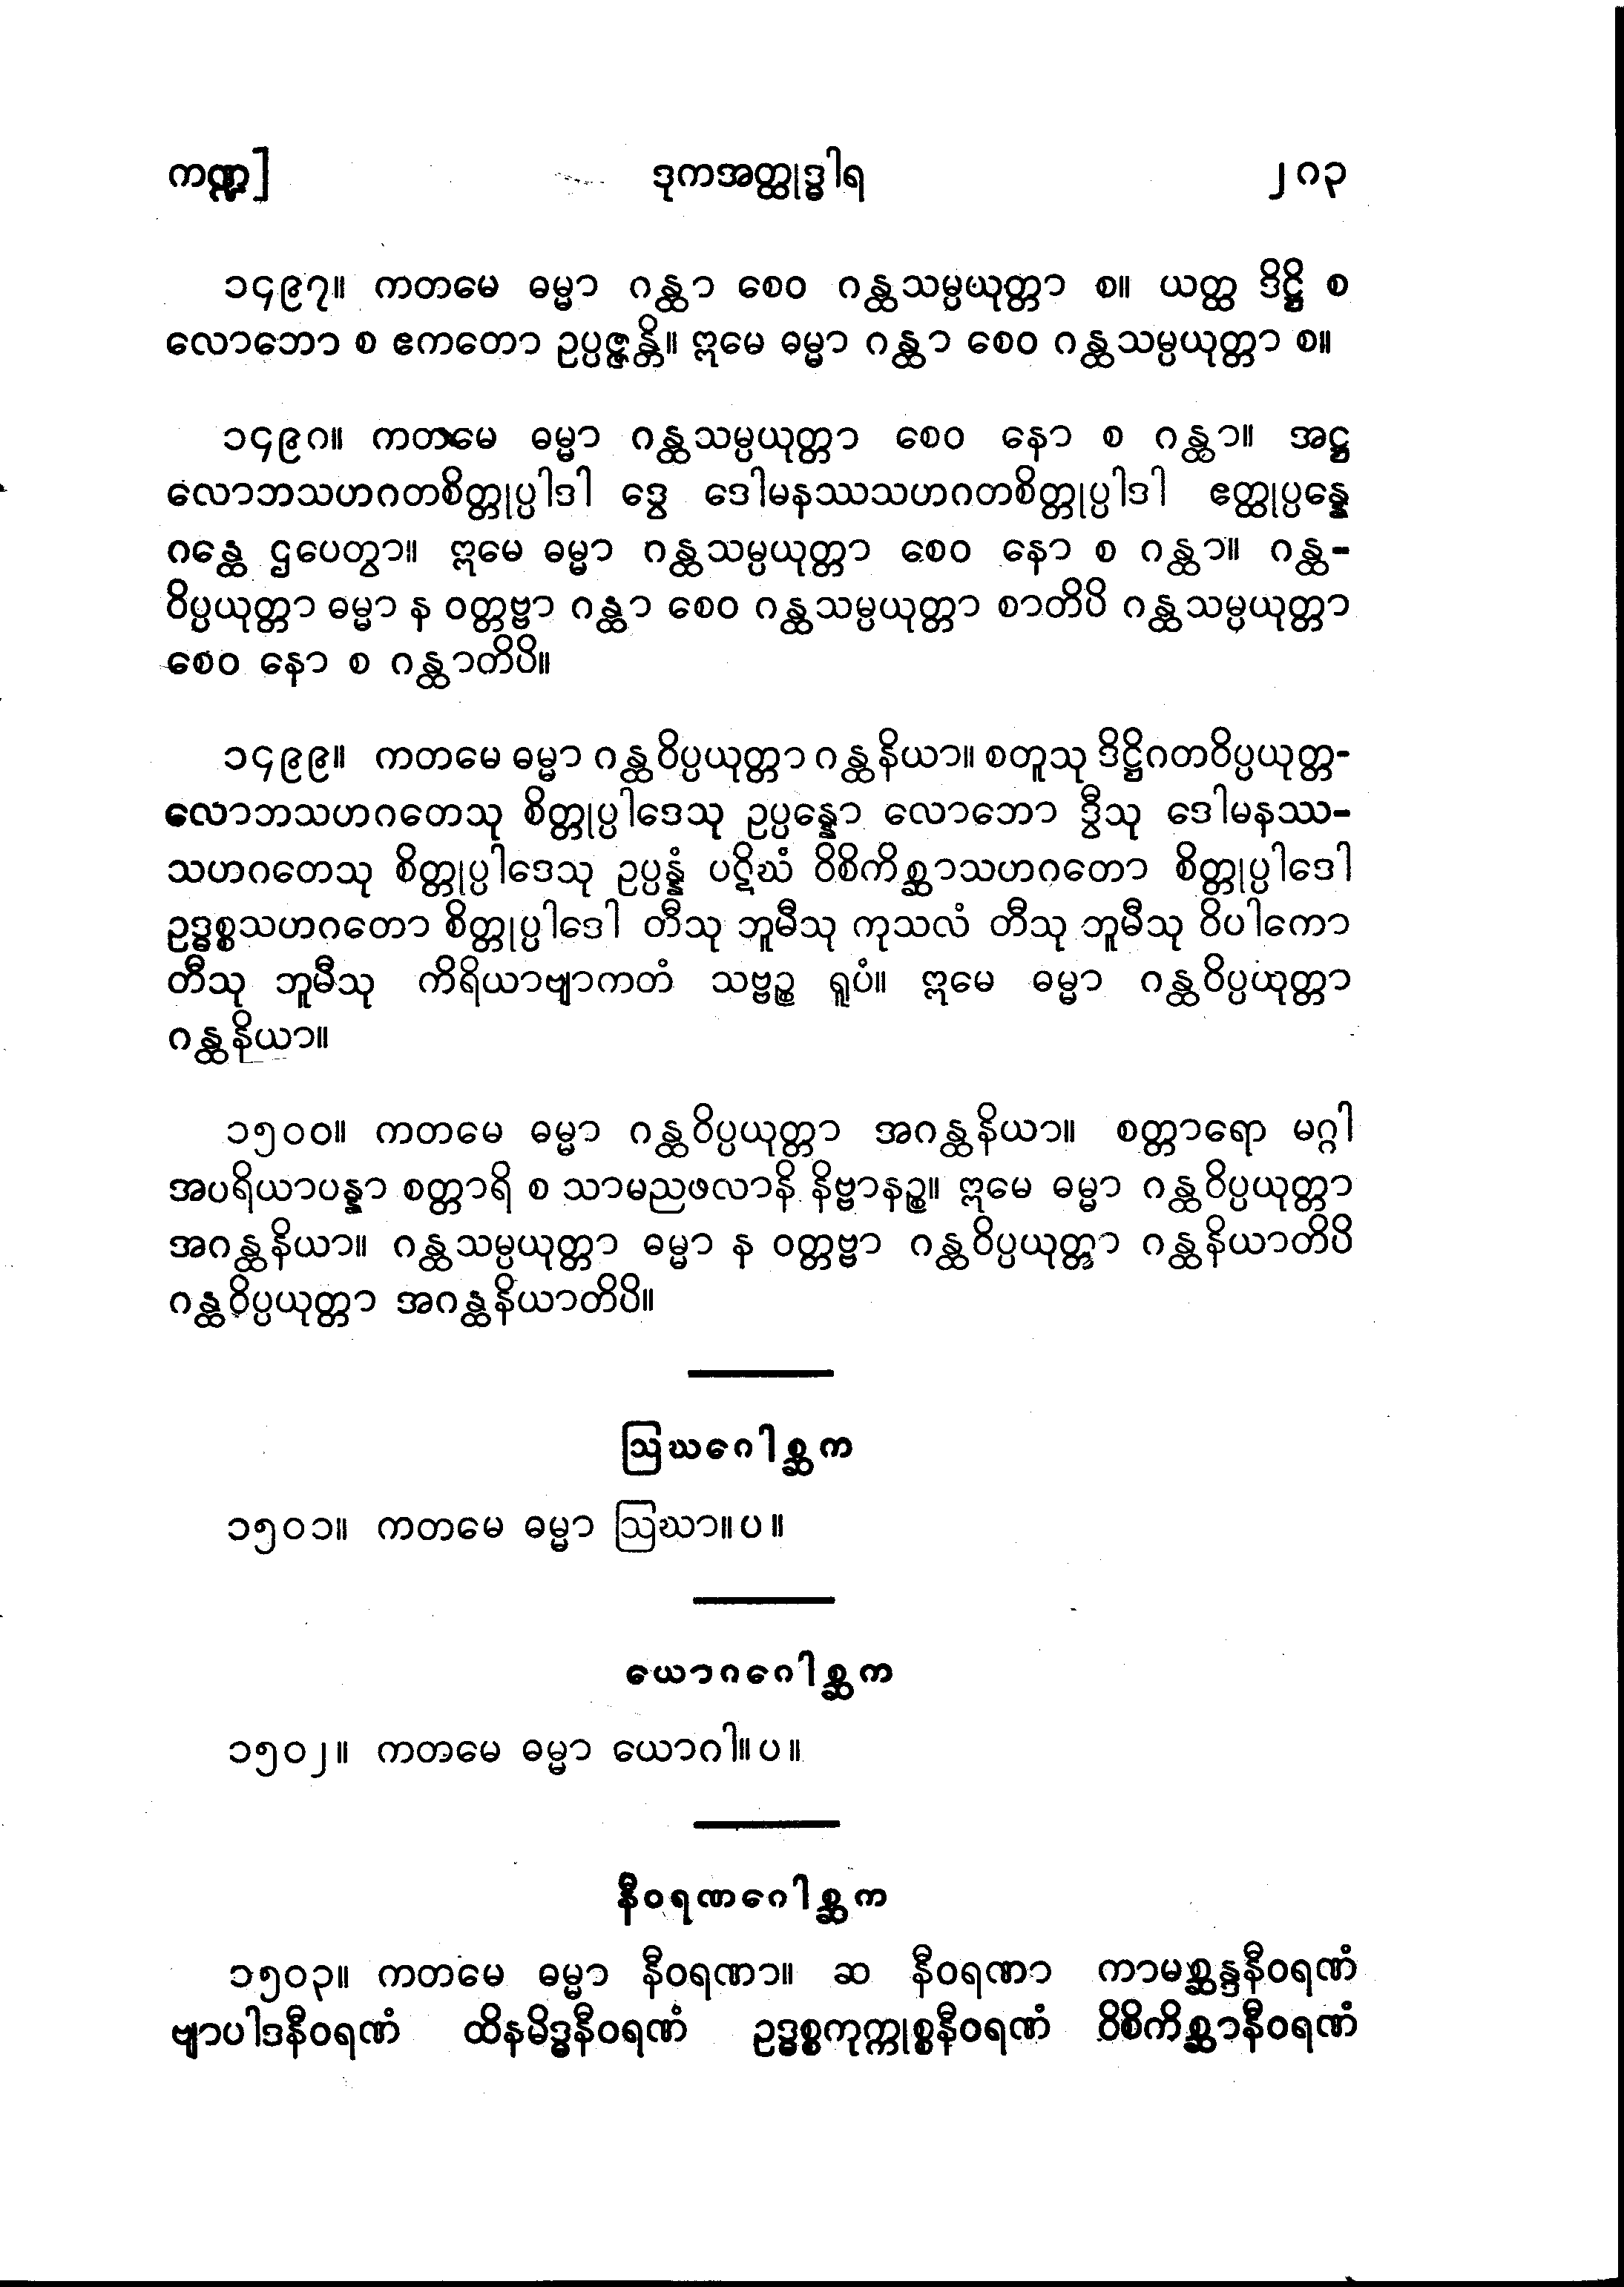 ကဏ္ဍ] ဒုကအတ္ထုဒ္ဓါရ ၂၈၃
၁၄၉၇။ ကတမေ ဓမ္မာ ဂန္ထာ စေဝ ဂန္ထသမ္ပယုတ္တာ စ။ ယတ္ထ ဒိဋ္ဌိ စ
လောဘော စ ဧကတော ဥပ္ပဇ္ဇန္တိ။ ဣမေ ဓမ္မာ ဂန္ထာ စေဝ ဂန္ထသမ္ပယုတ္တာ စ။
၁၄၉၈။ ကတမေ ဓမ္မာ ဂန္ထသမ္ပယုတ္တာ စေဝ နော စ ဂန္ထာ။ အဋ္ဌ
လောဘသဟဂတစိတ္တုပ္ပါဒါ ဒွေ ဒေါမနဿသဟဂတစိတ္တုပ္ပါဒါ ဧတ္ထုပ္ပန္နေ
ဂန္ထေ ဌပေတွာ။ ဣမေ ဓမ္မာ ဂန္ထသမ္ပယုတ္တာ စေဝ နော စ ဂန္ထာ။ ဂန္ထ-
ဝိပ္ပယုတ္တာ ဓမ္မာ န ဝတ္တဗ္ဗာ ဂန္ထာ စေဝ ဂန္ထသမ္ပယုတ္တာ စာတိပိ ဂန္ထသမ္ပယုတ္တာ
စေဝ နော စ ဂန္ထာတိပိ။
၁၄၉၉။ ကတမေ ဓမ္မာ ဂန္ထဝိပ္ပယုတ္တာ ဂန္ထနိယာ။ စတူသု ဒိဋ္ဌိဂတဝိပ္ပယုတ္တ-
လောဘသဟဂတေသု စိတ္တုပ္ပါဒေသု ဥပ္ပန္နော လောဘော ဒွီသု ဒေါမနဿ-
သဟဂတေသု စိတ္တုပ္ပါဒေသု ဥပ္ပန္နံ ပဋိဃံ ဝိစိကိစ္ဆာသဟဂတော စိတ္တုပ္ပါဒေါ
ဥဒ္ဓစ္စသဟဂတော စိတ္တုပ္ပါဒေါ တီသု ဘူမီသု ကုသလံ တီသု ဘူမီသု ဝိပါကော
တီသု ဘူမီသု ကိရိယာဗျာကတံ သဗ္ဗဉ္စ ရူပံ။ ဣမေ ဓမ္မာ ဂန္ထဝိပ္ပယုတ္တာ
ဂန္ထနိယာ။
၁၅၀၀။ ကတမေ ဓမ္မာ ဂန္ထဝိပ္ပယုတ္တာ အဂန္ထနိယာ။ စတ္တာရော မဂ္ဂါ
အပရိယာပန္နာ စတ္တာရိ စ သာမညဖလာနိ နိဗ္ဗာနဉ္စ။ ဣမေ ဓမ္မာ ဂန္ထဝိပ္ပယုတ္တာ
အဂန္ထနိယာ။ ဂန္ထသမ္ပယုတ္တာ ဓမ္မာ န ဝတ္တဗ္ဗာ ဂန္ထဝိပ္ပယုတ္တာ ဂန္ထနိယာတိပိ
ဂန္ထဝိပ္ပယုတ္တာ အဂန္ထနိယာတိပိ။
ဩဃဂေါစ္ဆက
၁၅၀၁။ ကတမေ ဓမ္မာ ဩဃာ။ပ။
ယောဂဂေါစ္ဆက
၁၅၀၂။ ကတမေ ဓမ္မာ ယောဂါ။ပ။
နီဝရဏဂေါစ္ဆက
၁၅၀၃။ ကတမေ ဓမ္မာ နီဝရဏာ။ ဆ နီဝရဏာ ကာမစ္ဆန္ဒနီဝရဏံ
ဗျာပါဒနီဝရဏံ ထိနမိဒ္ဓနီဝရဏံ ဥဒ္ဓစ္စကုက္ကုစ္စနီဝရဏံ ဝိစိကိစ္ဆာနီဝရဏံ